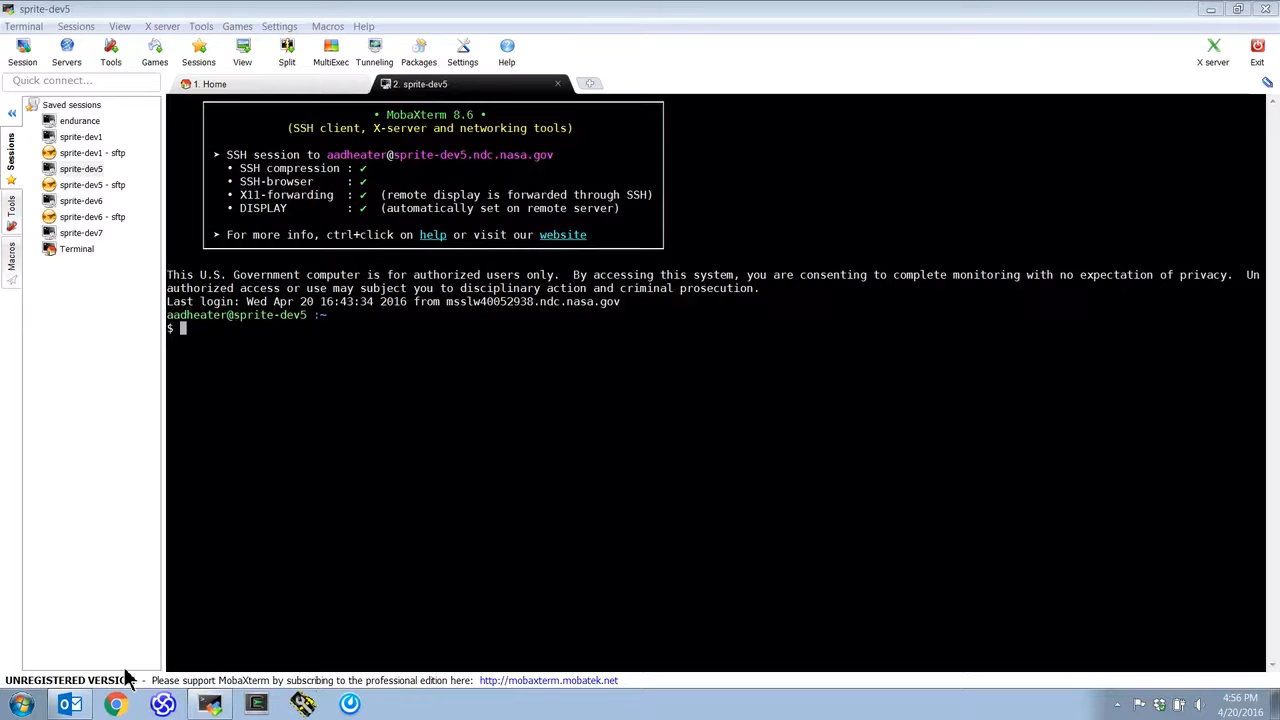 sprite-dev5
Terminal Sessions View X server Tools Games Settings Macros Help
Session Servers Tools Games Sessions View Split MultiExec Tunneling Packages Settings Help X server Exit
Quick connect...
1. Home
2. sprite-dev5
Saved sessions
endurance
sprite-dev1
sprite-dev1 - sftp
sprite-dev5
sprite-dev5 - sftp
sprite-dev6
sprite-dev6 - sftp
sprite-dev7
Terminal
Sessions
Tools
Macros
• MobaXterm 8.6 •
(SSH client, X-server and networking tools)
➤ SSH session to aadheater@sprite-dev5.ndc.nasa.gov
• SSH compression : ✔
• SSH-browser : ✔
• X11-forwarding : ✔ (remote display is forwarded through SSH)
• DISPLAY : ✔ (automatically set on remote server)
➤ For more info, ctrl+click on help or visit our website
This U.S. Government computer is for authorized users only. By accessing this system, you are consenting to complete monitoring with no expectation of privacy. Un
authorized access or use may subject you to disciplinary action and criminal prosecution.
Last login: Wed Apr 20 16:43:34 2016 from msslw40052938.ndc.nasa.gov
aadheater@sprite-dev5 :~
$
UNREGISTERED VERSION - Please support MobaXterm by subscribing to the professional edition here: http://mobaxterm.mobatek.net
4:56 PM
4/20/2016